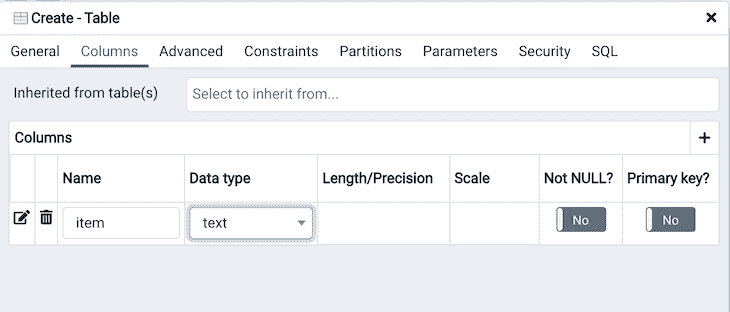 Create - Table
General Columns Advanced Constraints Partitions Parameters Security SQL
Inherited from table(s) Select to inherit from...
Columns
Name Data type Length/Precision Scale Not NULL? Primary key?
item text No No